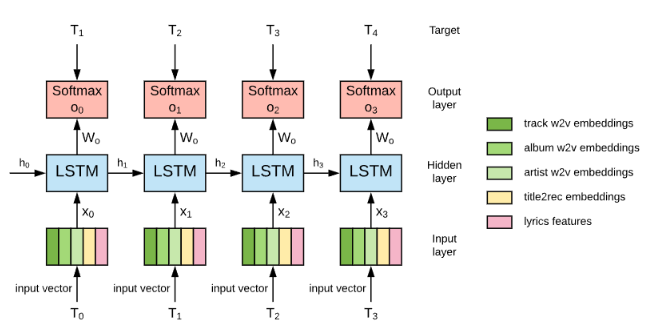 T1 T2 T3 T4 Target
Softmax Softmax Softmax Softmax Output
o0 o1 o2 o3 layer
Wo Wo Wo Wo
h0 LSTM h1 LSTM h2 LSTM h3 LSTM Hidden
layer
x0 x1 x2 x3
Input
layer
input vector input vector input vector input vector
T0 T1 T2 T3
track w2v embeddings
album w2v embeddings
artist w2v embeddings
title2rec embeddings
lyrics features